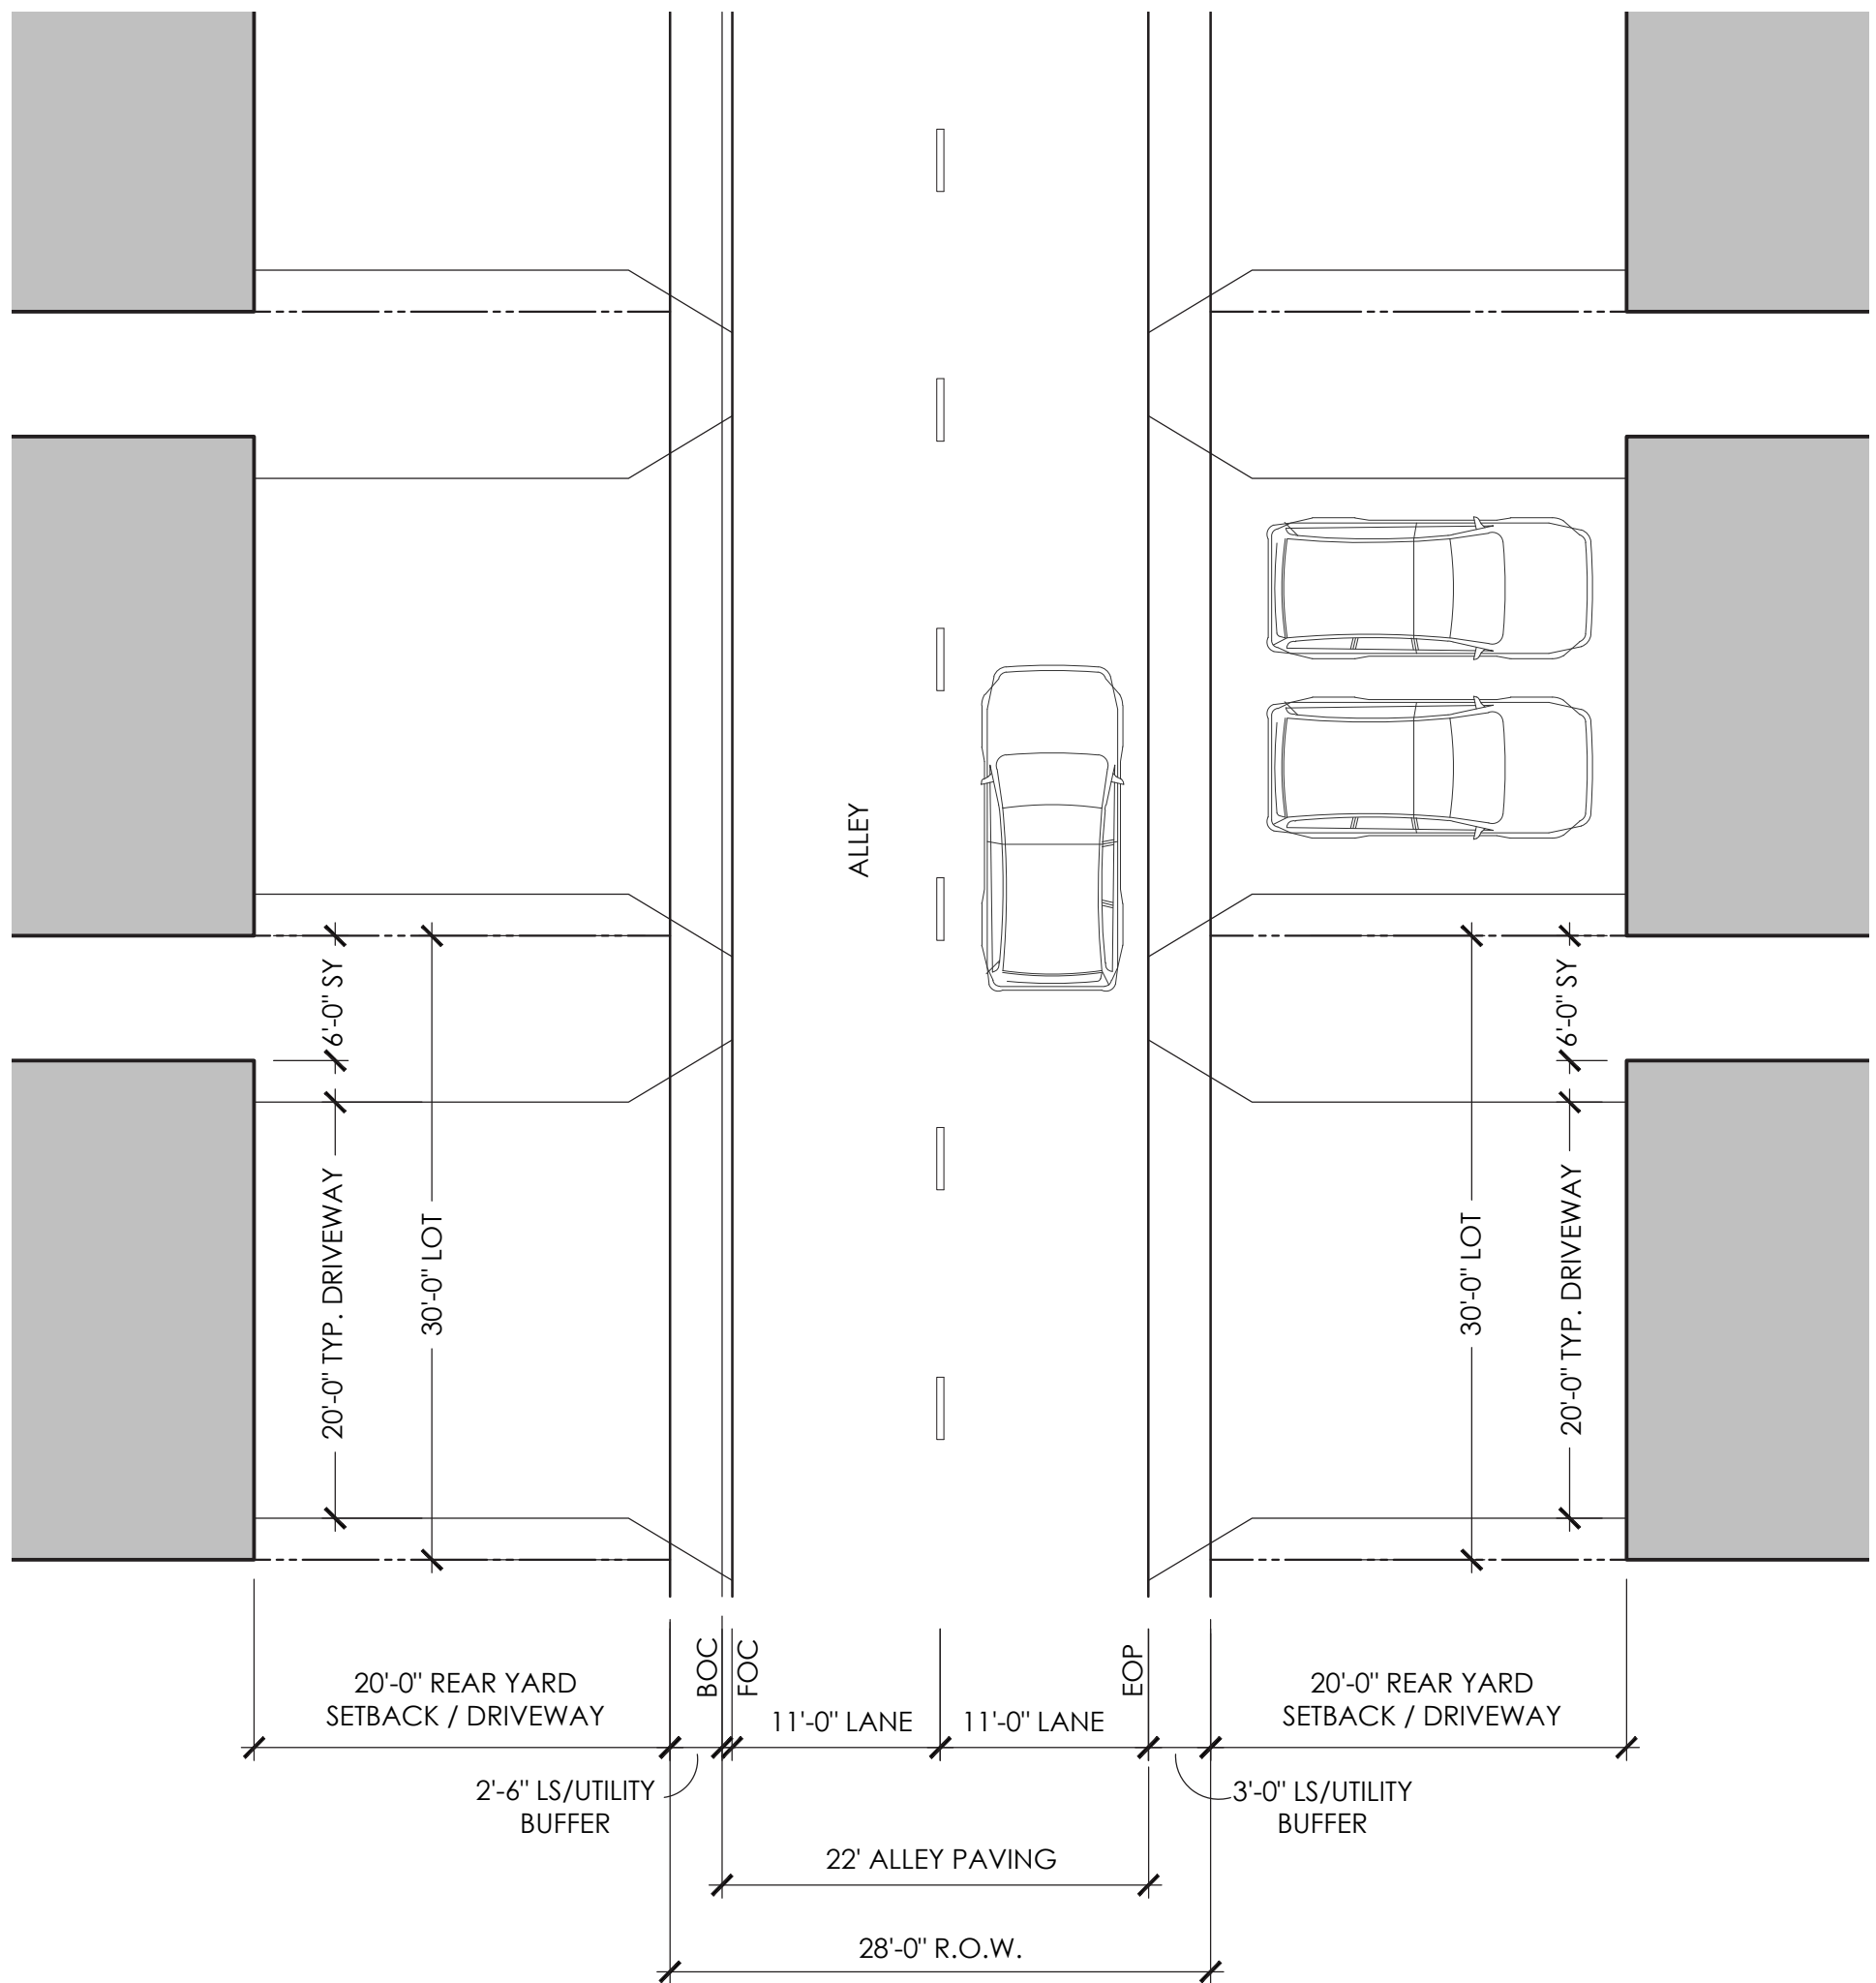 ALLEY
6'-0" SY
6'-0" SY
20'-0" TYP. DRIVEWAY
30'-0" LOT
30'-0" LOT
20'-0" TYP. DRIVEWAY
BOC
FOC
EOP
20'-0" REAR YARD
SETBACK / DRIVEWAY
11'-0" LANE
11'-0" LANE
20'-0" REAR YARD
SETBACK / DRIVEWAY
2'-6" LS/UTILITY
BUFFER
3'-0" LS/UTILITY
BUFFER
22' ALLEY PAVING
28'-0" R.O.W.